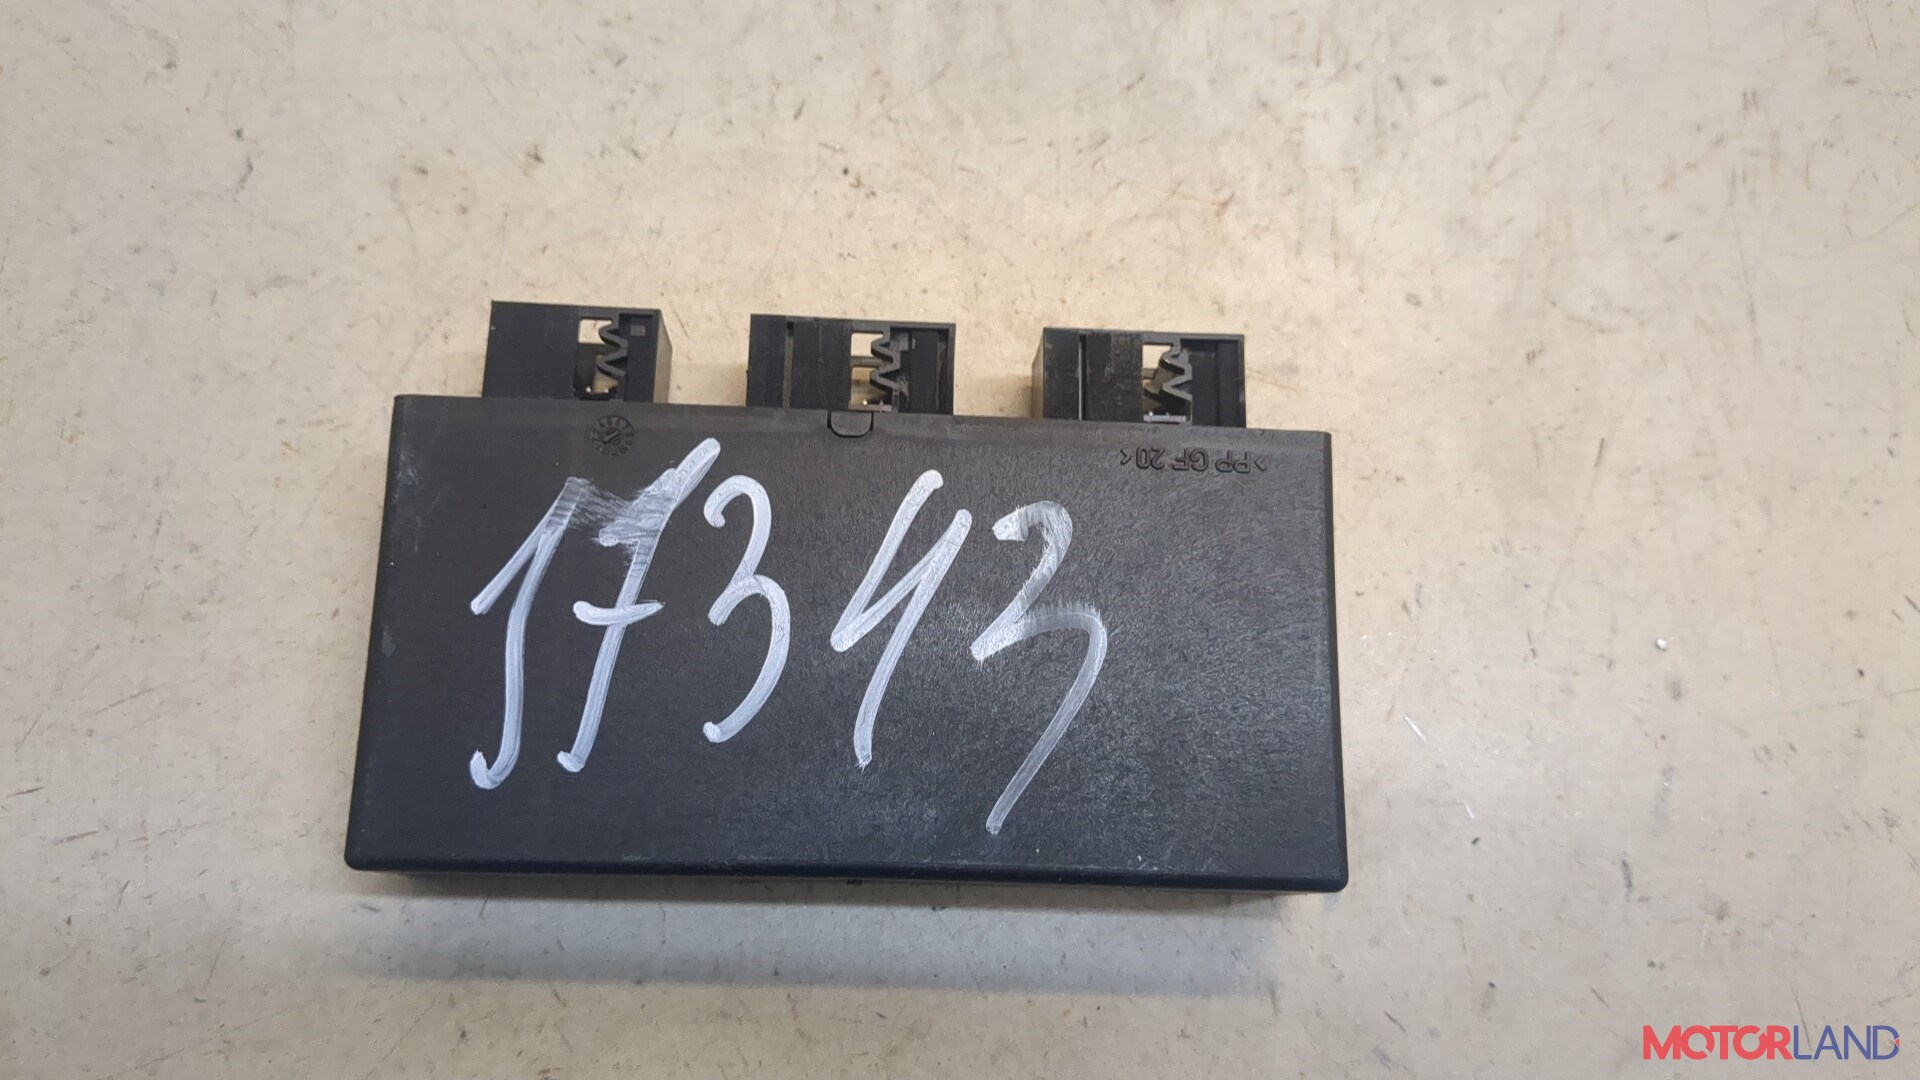 >PP GF 20<
17343
MOTORLAND